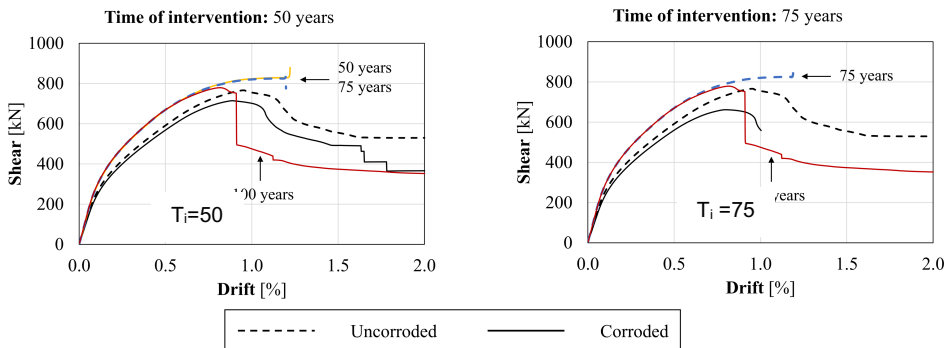 Time of intervention: 50 years
1000
800
600
400
200
0
Shear [kN]
50 years
75 years
00 years
Ti=50
0.0 0.5 1.0 1.5 2.0
Drift [%]
Time of intervention: 75 years
1000
800
600
400
200
0
Shear [kN]
75 years
years
Ti =75
0.0 0.5 1.0 1.5 2.0
Drift [%]
Uncorroded Corroded